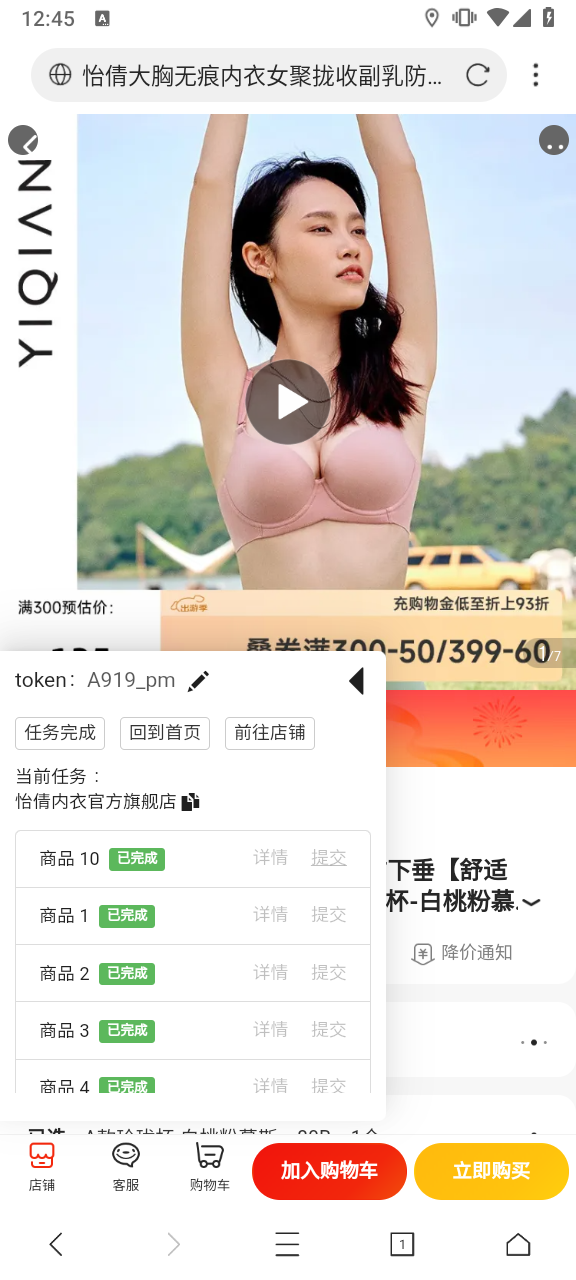 12:45
A
怡倩大胸无痕内衣女聚拢收副乳防...
YIQIAN
满300预估价：
出游季
充购物金低至折上93折
叠券满300-50/399-60
1/7
token： A919_pm
任务完成
回到首页
前往店铺
当前任务：
怡倩内衣官方旗舰店
商品 10 已完成 详情 提交
商品 1 已完成 详情 提交
商品 2 已完成 详情 提交
商品 3 已完成 详情 提交
商品 4 已完成 详情 提交
下垂【舒适
杯-白桃粉慕...
降价通知
店铺
客服
购物车
加入购物车
立即购买
1